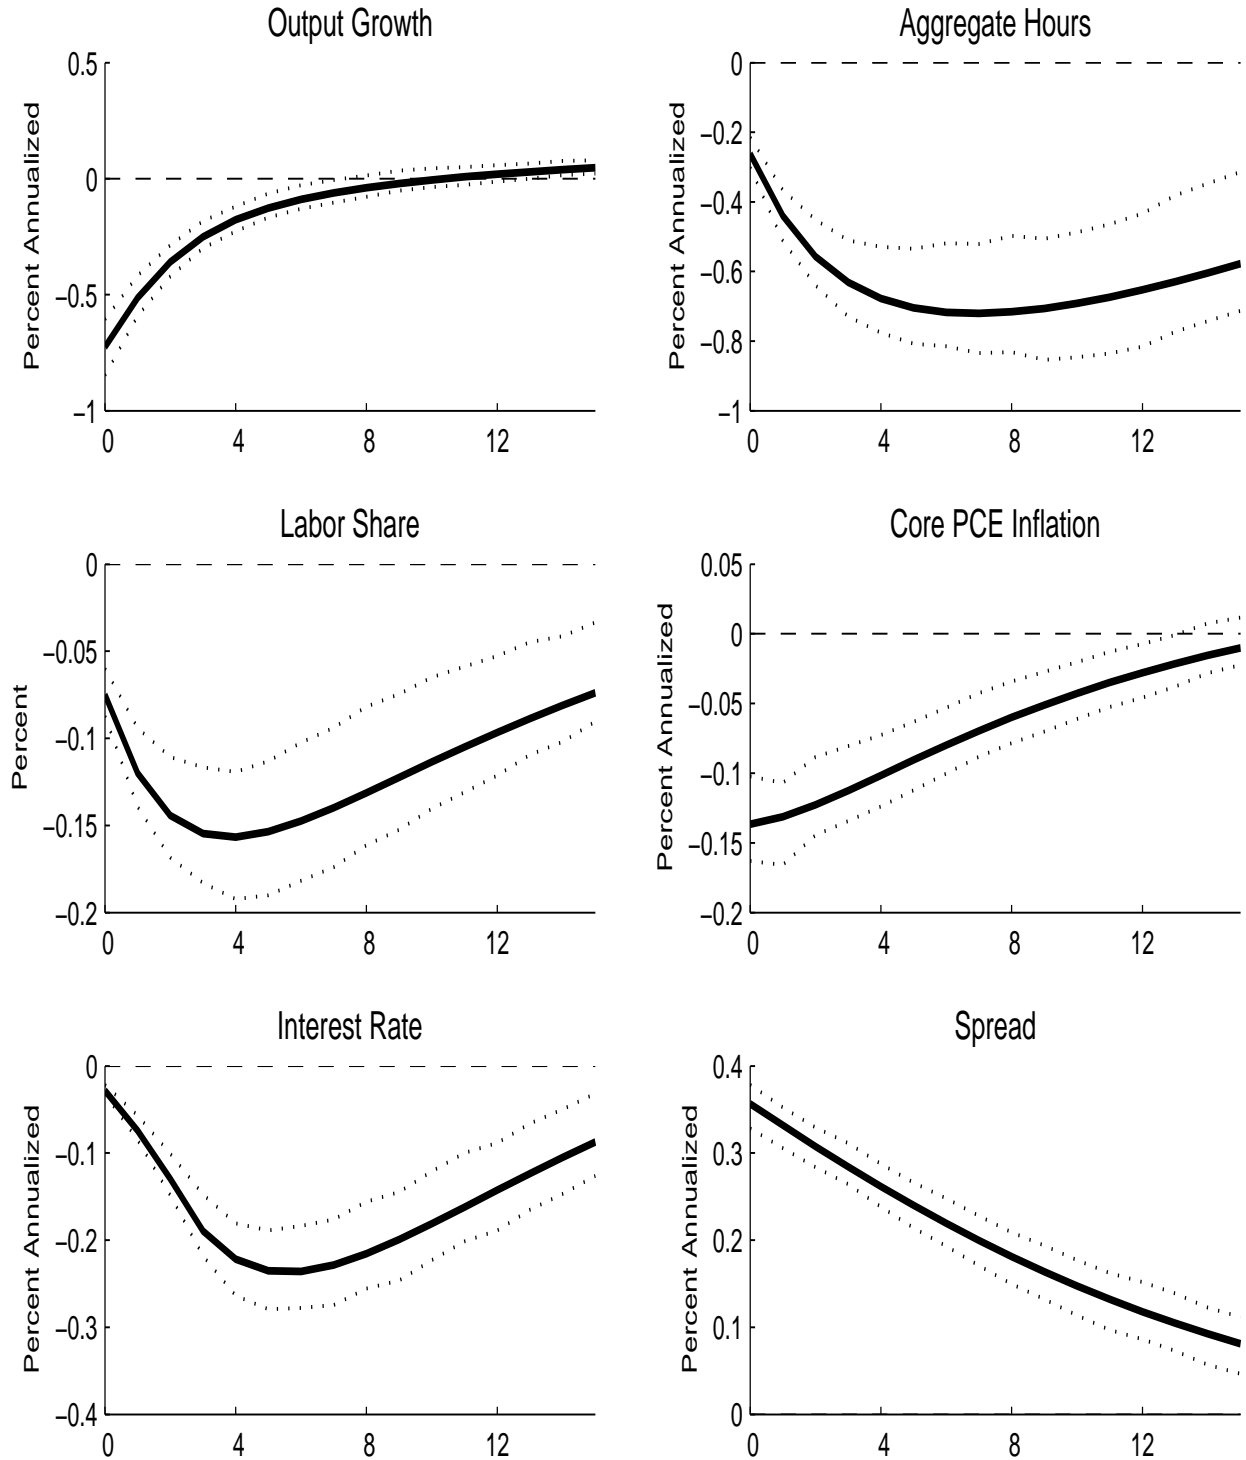 Output Growth
Percent Annualized
0.5
0
−0.5
−1
0 4 8 12
Aggregate Hours
Percent Annualized
0
−0.2
−0.4
−0.6
−0.8
−1
0 4 8 12
Labor Share
Percent
0
−0.05
−0.1
−0.15
−0.2
0 4 8 12
Core PCE Inflation
Percent Annualized
0.05
0
−0.05
−0.1
−0.15
−0.2
0 4 8 12
Interest Rate
Percent Annualized
0
−0.1
−0.2
−0.3
−0.4
0 4 8 12
Spread
Percent Annualized
0.4
0.3
0.2
0.1
0
0 4 8 12